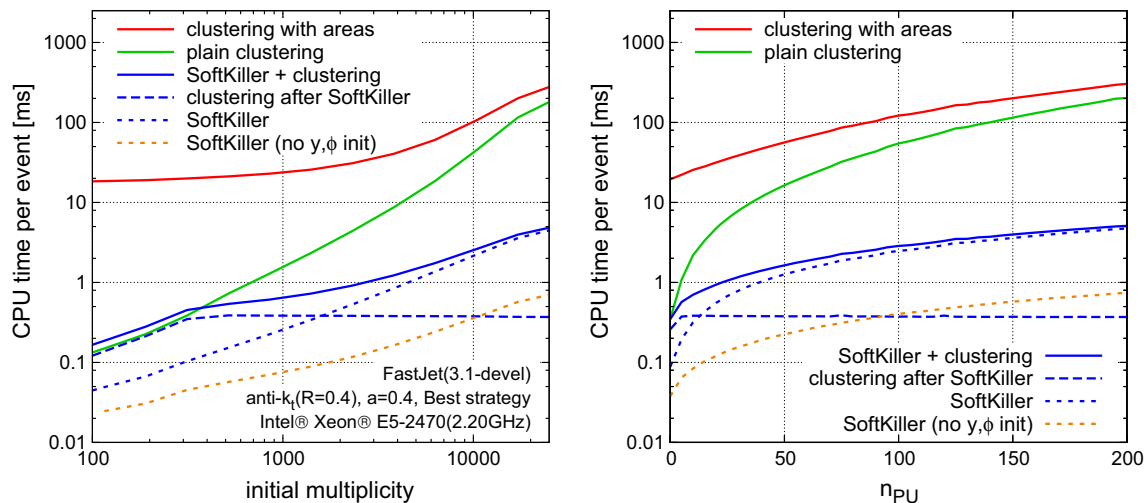 CPU time per event [ms]
1000
100
10
1
0.1
0.01
clustering with areas
plain clustering
SoftKiller + clustering
clustering after SoftKiller
SoftKiller
SoftKiller (no y,ϕ init)
FastJet(3.1-devel)
anti-kt(R=0.4), a=0.4, Best strategy
Intel® Xeon® E5-2470(2.20GHz)
100
1000
10000
initial multiplicity
CPU time per event [ms]
1000
100
10
1
0.1
0.01
clustering with areas
plain clustering
SoftKiller + clustering
clustering after SoftKiller
SoftKiller
SoftKiller (no y,ϕ init)
0
50
100
150
200
nPU